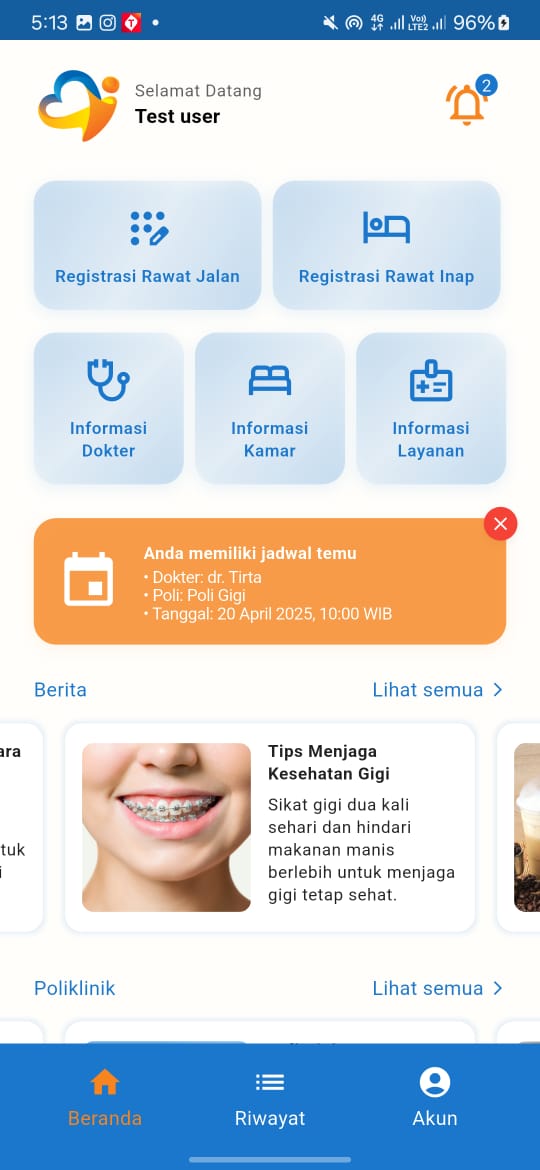 5:13 4G Vo)) LTE2 96%
Selamat Datang
Test user
2
Registrasi Rawat Jalan
Registrasi Rawat Inap
Informasi
Dokter
Informasi
Kamar
Informasi
Layanan
Anda memiliki jadwal temu
• Dokter: dr. Tirta
• Poli: Poli Gigi
• Tanggal: 20 April 2025, 10:00 WIB
Berita
Lihat semua
ara
tuk
i
Tips Menjaga
Kesehatan Gigi
Sikat gigi dua kali
sehari dan hindari
makanan manis
berlebih untuk menjaga
gigi tetap sehat.
Poliklinik
Lihat semua
Beranda
Riwayat
Akun